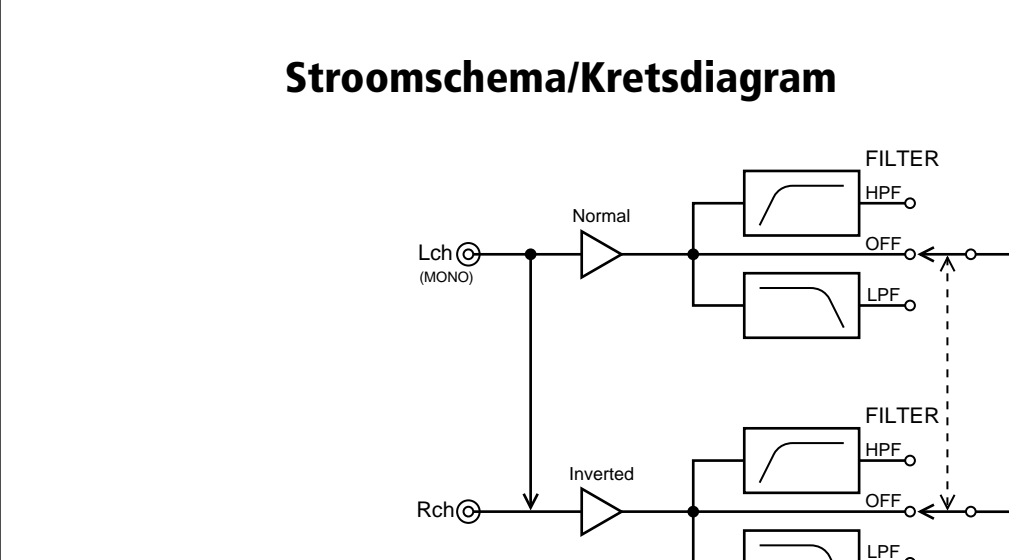 Stroomschema/Kretsdiagram
FILTER
HPF
Normal
Lch
(MONO)
OFF
LPF
FILTER
HPF
Inverted
Rch
OFF
LPF